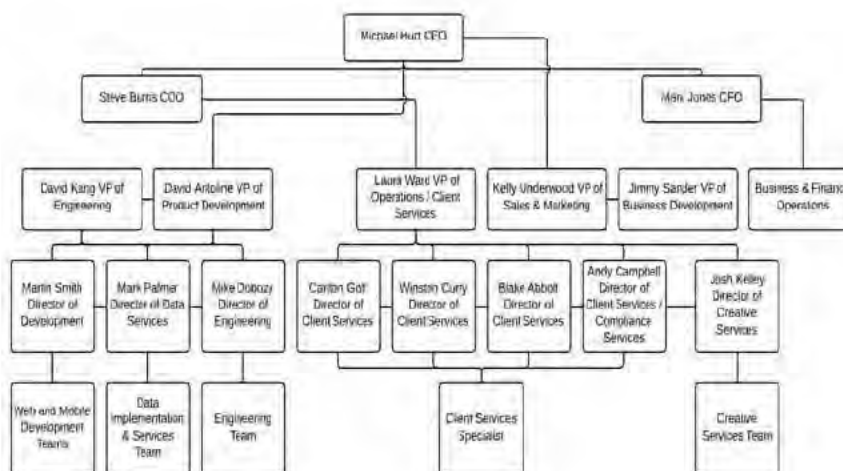 Michael Hurt CEO
Steve Burns COO
Mark Jones CFO
David Kang VP of
Engineering
David Antoline VP of
Product Development
Laura Ward VP of
Operations / Client
Services
Kelly Underwood VP of
Sales & Marketing
Jimmy Sander VP of
Business Development
Business & Finance
Operations
Martin Smith
Director of
Development
Mark Palmer
Director of Data
Services
Mike
Director of
Engineering
Director of
Client Services
Winston Curry
Director of
Client Services
Blake Abbott
Director of
Client Services
Andy Campbell
Director of
Client Services /
Compliance
Services
Josh Kelley
Director of
Creative
Services
Web and Mobile
Development
Teams
Data
Implementation
& Services
Team
Engineering
Team
Client Services
Specialist
Creative
Services Team